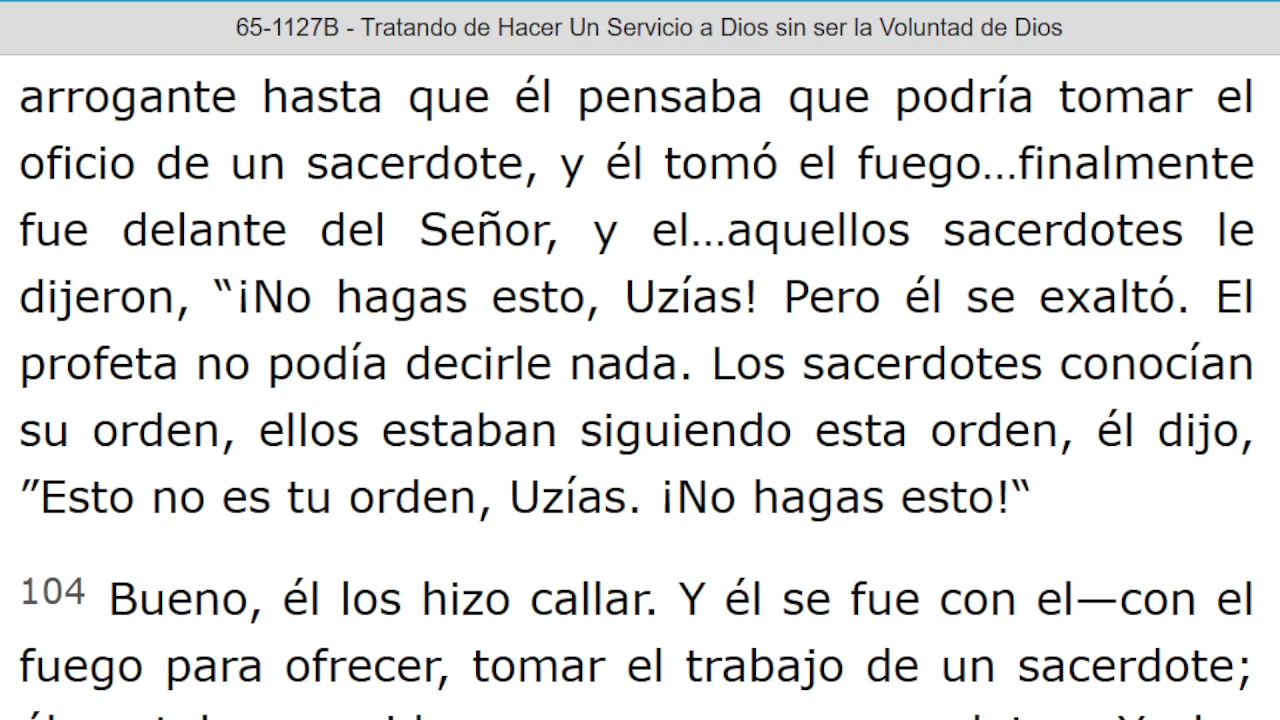 65-1127B - Tratando de Hacer Un Servicio a Dios sin ser la Voluntad de Dios
arrogante hasta que él pensaba que podría tomar el
oficio de un sacerdote, y él tomó el fuego…finalmente
fue delante del Señor, y el…aquellos sacerdotes le
dijeron, “¡No hagas esto, Uzías! Pero él se exaltó. El
profeta no podía decirle nada. Los sacerdotes conocían
su orden, ellos estaban siguiendo esta orden, él dijo,
”Esto no es tu orden, Uzías. ¡No hagas esto!“
104 Bueno, él los hizo callar. Y él se fue con el—con el
fuego para ofrecer, tomar el trabajo de un sacerdote;